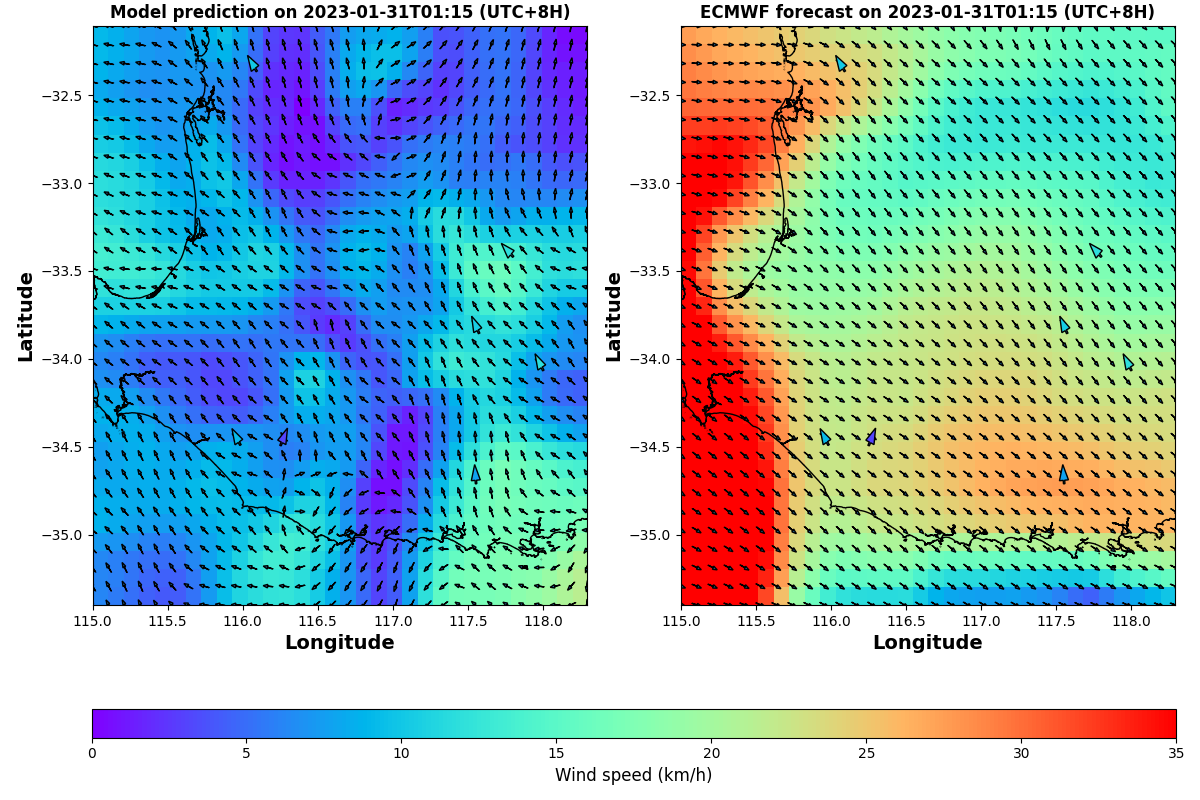 Model prediction on 2023-01-31T01:15 (UTC+8H)
ECMWF forecast on 2023-01-31T01:15 (UTC+8H)
Latitude
−32.5
−33.0
−33.5
−34.0
−34.5
−35.0
115.0 115.5 116.0 116.5 117.0 117.5 118.0
Longitude
Latitude
−32.5
−33.0
−33.5
−34.0
−34.5
−35.0
115.0 115.5 116.0 116.5 117.0 117.5 118.0
Longitude
0 5 10 15 20 25 30 35
Wind speed (km/h)